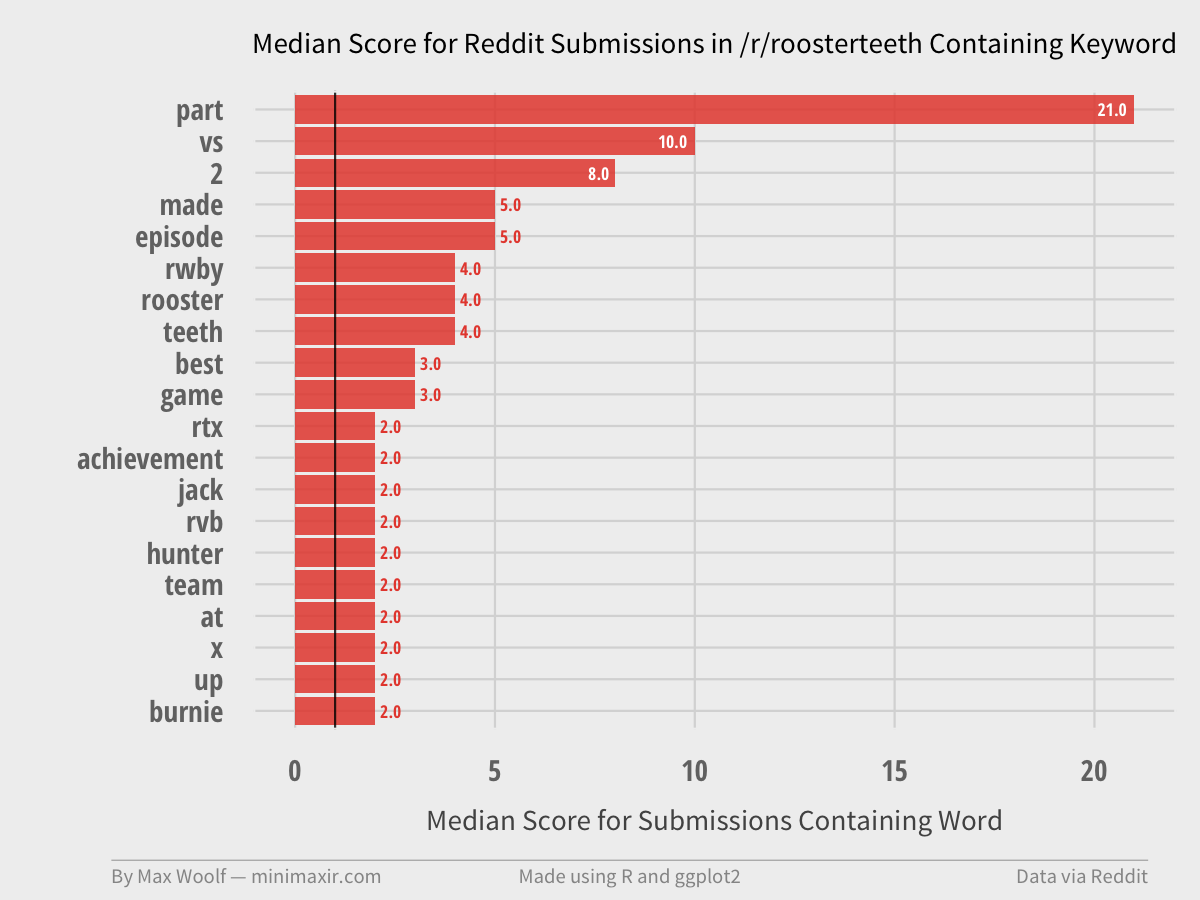 Median Score for Reddit Submissions in /r/roosterteeth Containing Keyword
part 21.0
vs 10.0
2 8.0
made 5.0
episode 5.0
rwby 4.0
rooster 4.0
teeth 4.0
best 3.0
game 3.0
rtx 2.0
achievement 2.0
jack 2.0
rvb 2.0
hunter 2.0
team 2.0
at 2.0
x 2.0
up 2.0
burnie 2.0
0 5 10 15 20
Median Score for Submissions Containing Word
By Max Woolf — minimaxir.com Made using R and ggplot2 Data via Reddit